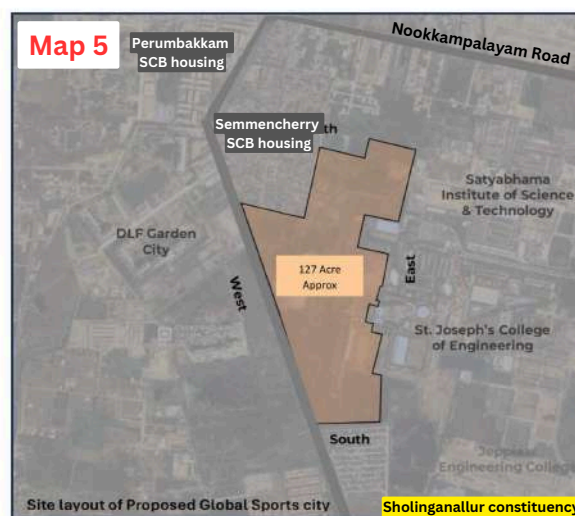 Map 5
Perumbakkam
SCB housing
Nookkampalayam Road
Semmencherry
SCB housing
th
Satyabhama
Institute of Science
& Technology
DLF Garden
City
127 Acre
Approx
West
East
St. Joseph's College
of Engineering
South
Jeppiaar
Engineering College
Site layout of Proposed Global Sports city
Sholinganallur constituency